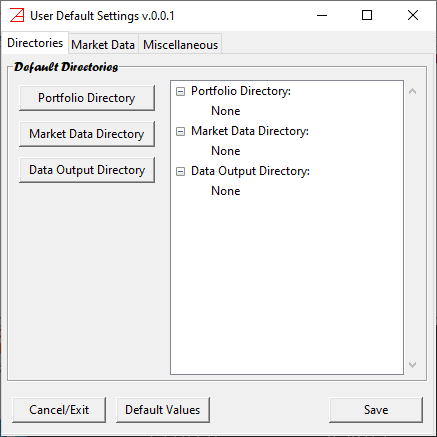 User Default Settings v.0.0.1
Directories Market Data Miscellaneous
Default Directories
Portfolio Directory
Market Data Directory
Data Output Directory
Portfolio Directory:
None
Market Data Directory:
None
Data Output Directory:
None
Cancel/Exit Default Values Save